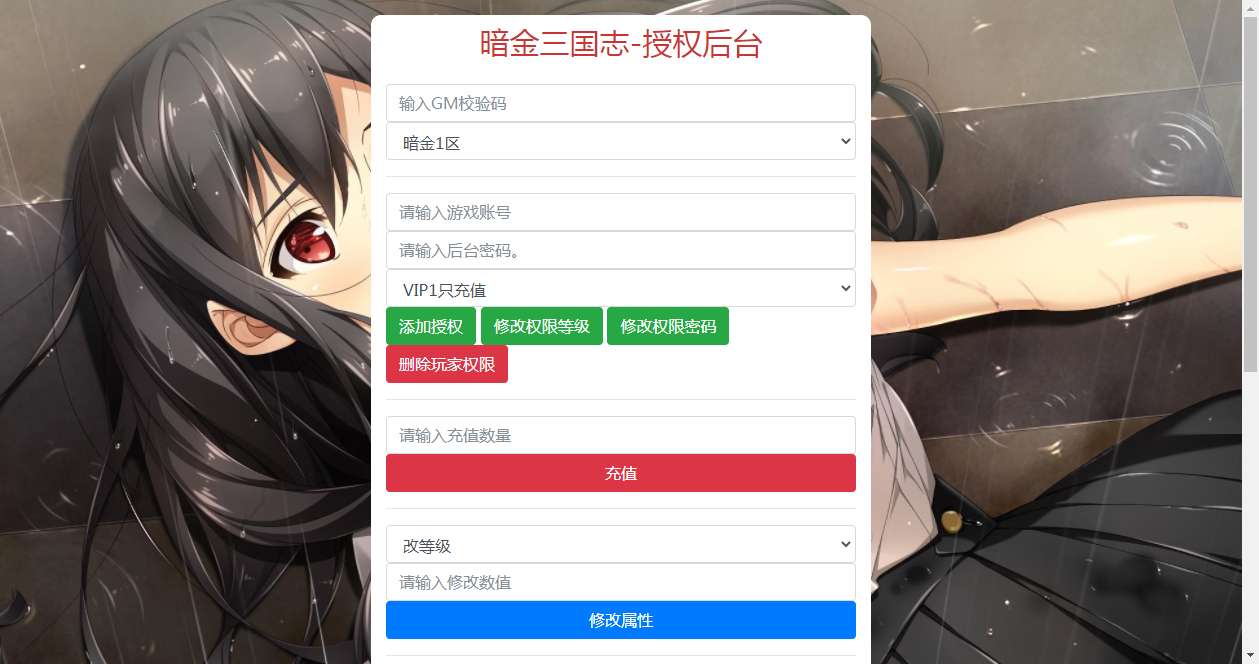 暗金三国志-授权后台
输入GM校验码
暗金1区
请输入游戏账号
请输入后台密码。
VIP1只充值
添加授权 修改权限等级 修改权限密码
删除玩家权限
请输入充值数量
充值
改等级
请输入修改数值
修改属性